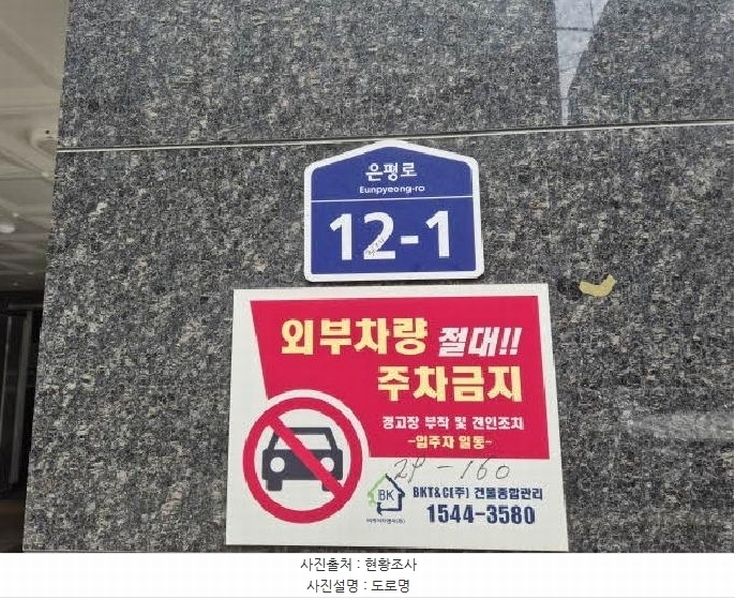 은평로
Eunpyeong-ro
12-1
외부차량 절대!!
주차금지
경고장 부착 및 견인조치
~입주자 일동~
BK
BKT&C(주) 건물종합관리
1544-3580
사진출처 : 현황조사
사진설명 : 도로명